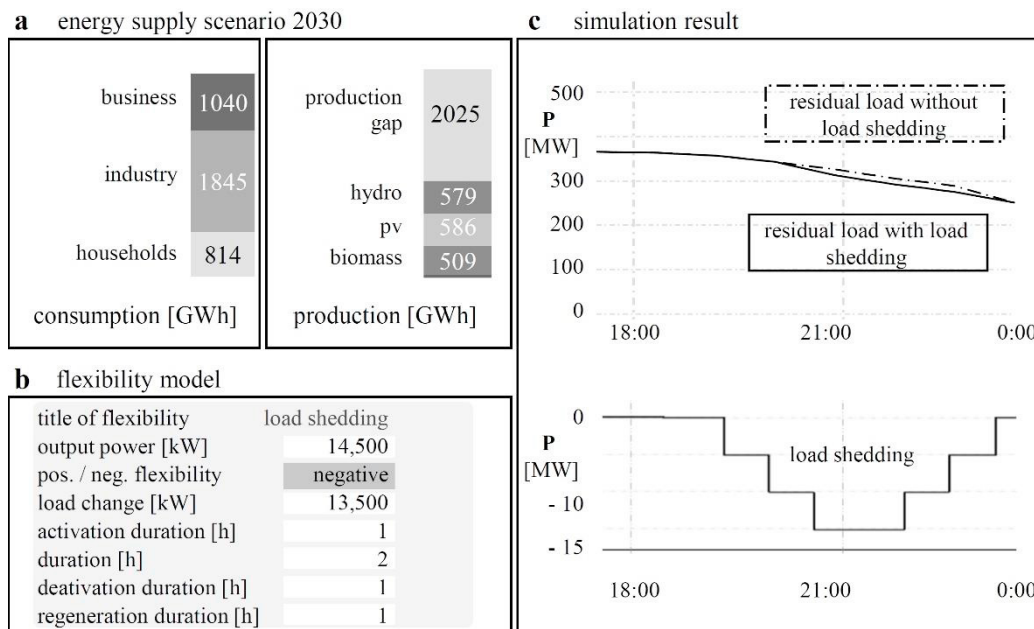 a energy supply scenario 2030
business 1040
industry 1845
households 814
consumption [GWh]
production
gap
2025
hydro 579
pv 586
biomass 509
production [GWh]
b flexibility model
title of flexibility load shedding
output power [kW] 14,500
pos. / neg. flexibility negative
load change [kW] 13,500
activation duration [h] 1
duration [h] 2
deativation duration [h] 1
regeneration duration [h] 1
c simulation result
500
P
[MW]
300
200
100
0
residual load without
load shedding
residual load with load
shedding
18:00 21:00 0:00
0
P
[MW]
- 10
- 15
load shedding
18:00 21:00 0:00